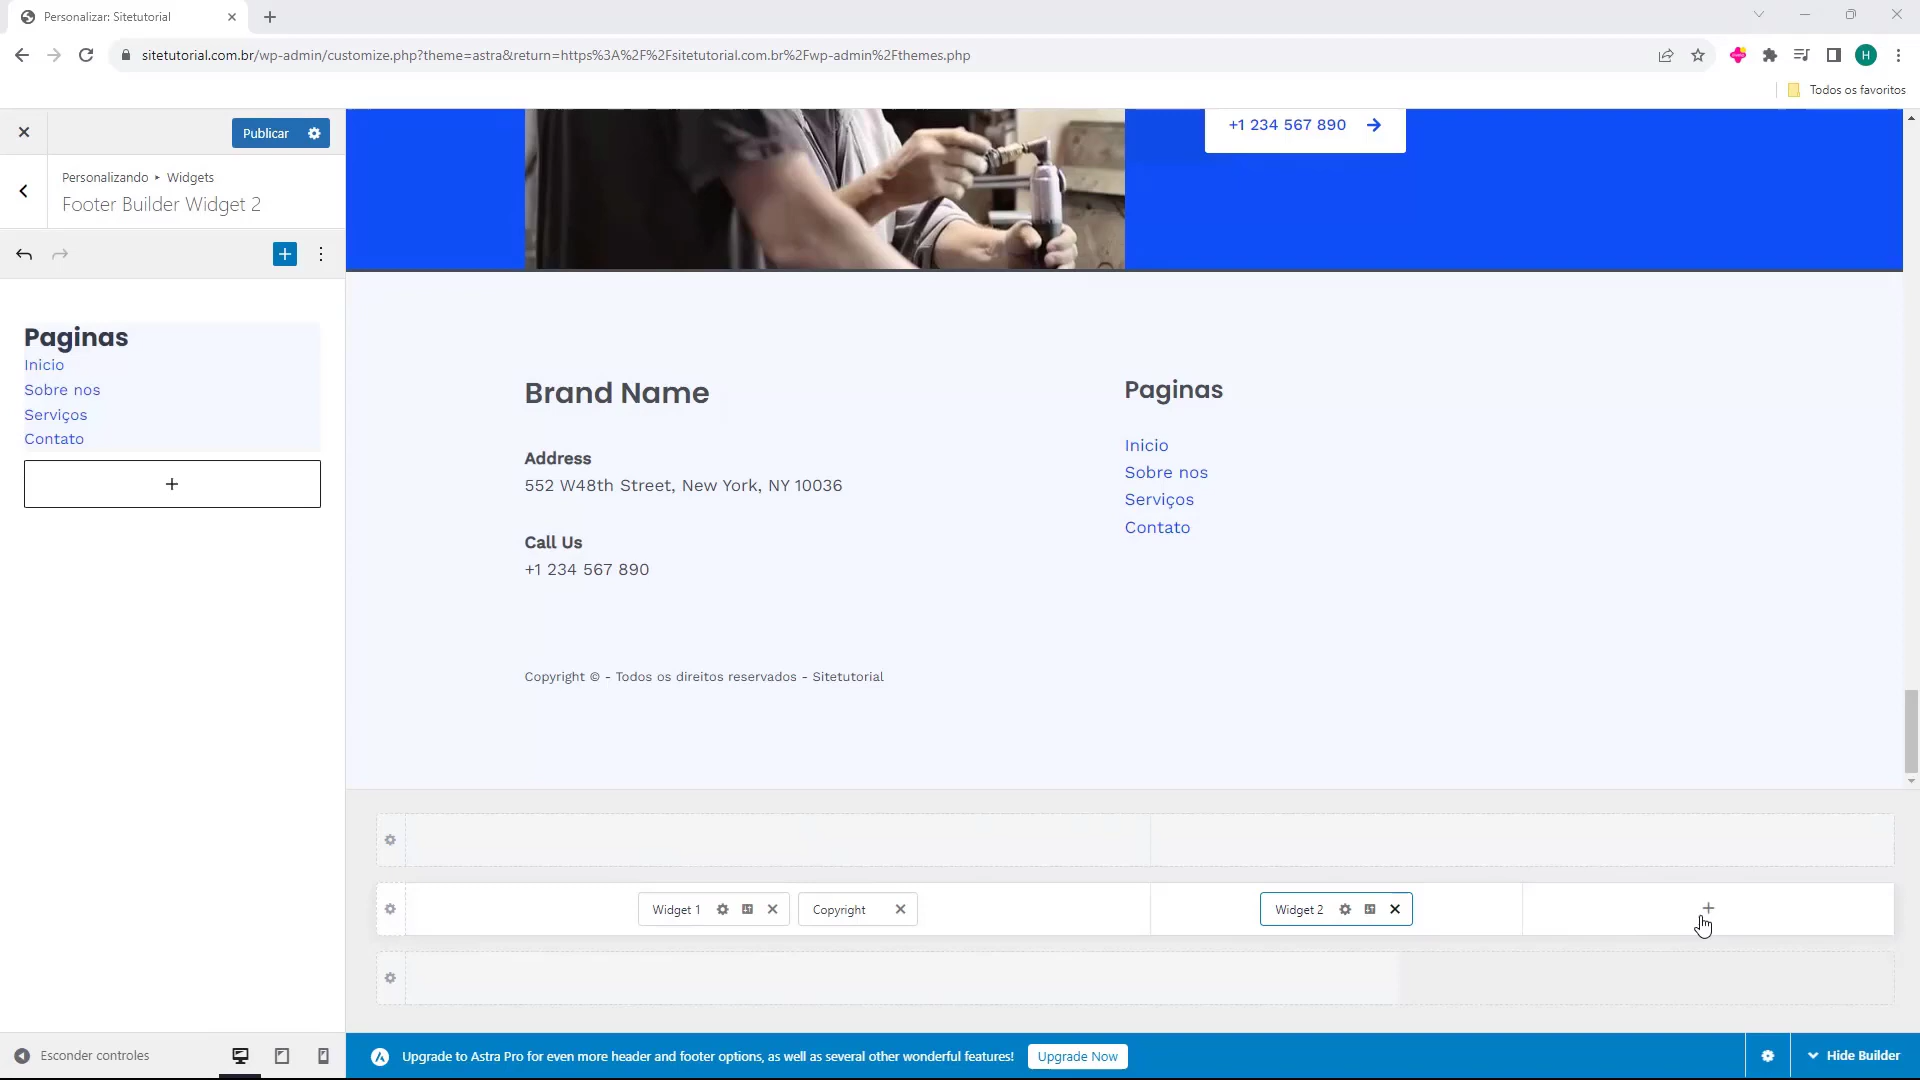 Personalizar: Sitetutorial
sitetutorial.com.br/wp-admin/customize.php?theme=astra&return=https%3A%2F%2Fsitetutorial.com.br%2Fwp-admin%2Fthemes.php
H
Todos os favoritos
Publicar
Personalizando ▸ Widgets
Footer Builder Widget 2
Paginas
Inicio
Sobre nos
Serviços
Contato
+1 234 567 890
Brand Name
Address
552 W48th Street, New York, NY 10036
Call Us
+1 234 567 890
Paginas
Inicio
Sobre nos
Serviços
Contato
Copyright © - Todos os direitos reservados - Sitetutorial
Widget 1
Copyright
Widget 2
Esconder controles
Upgrade to Astra Pro for even more header and footer options, as well as several other wonderful features!
Upgrade Now
Hide Builder